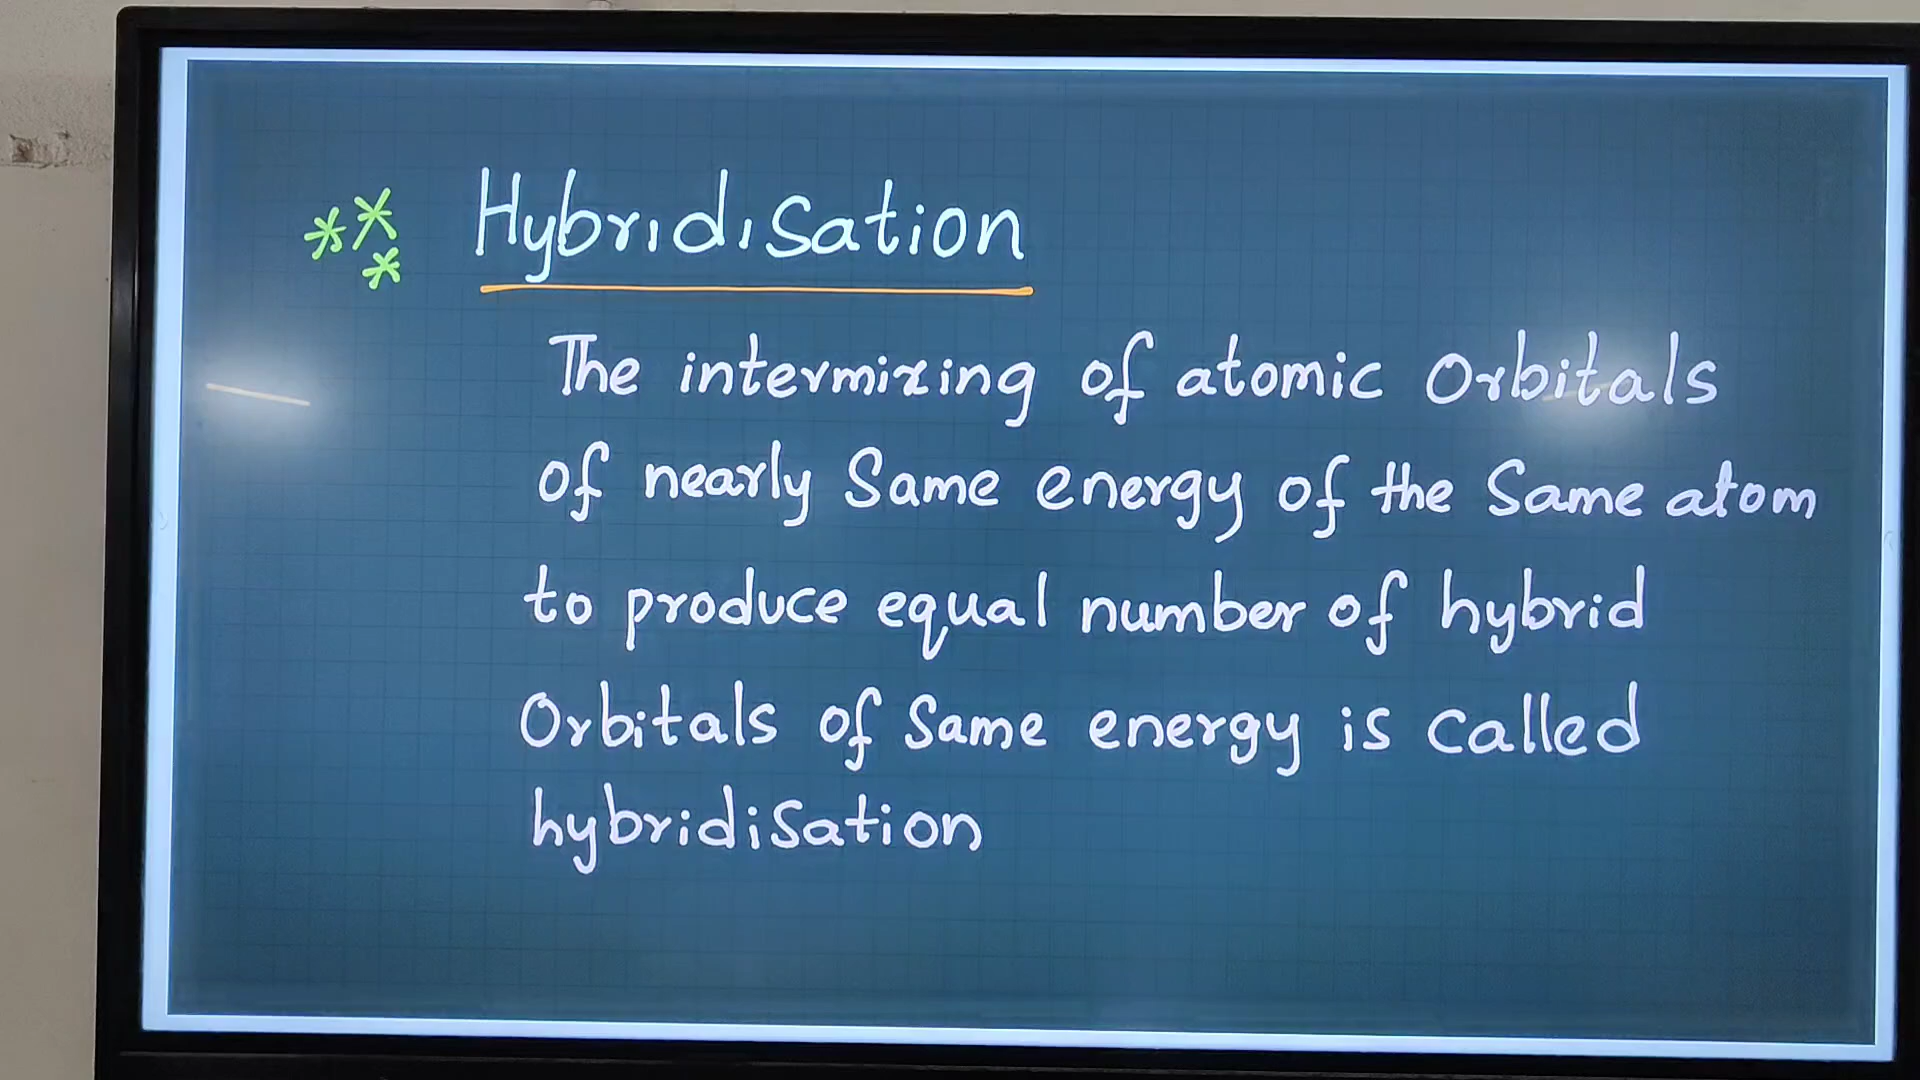 *** Hybridisation
The intermixing of atomic Orbitals
of nearly Same energy of the Same atom
to produce equal number of hybrid
Orbitals of Same energy is called
hybridisation